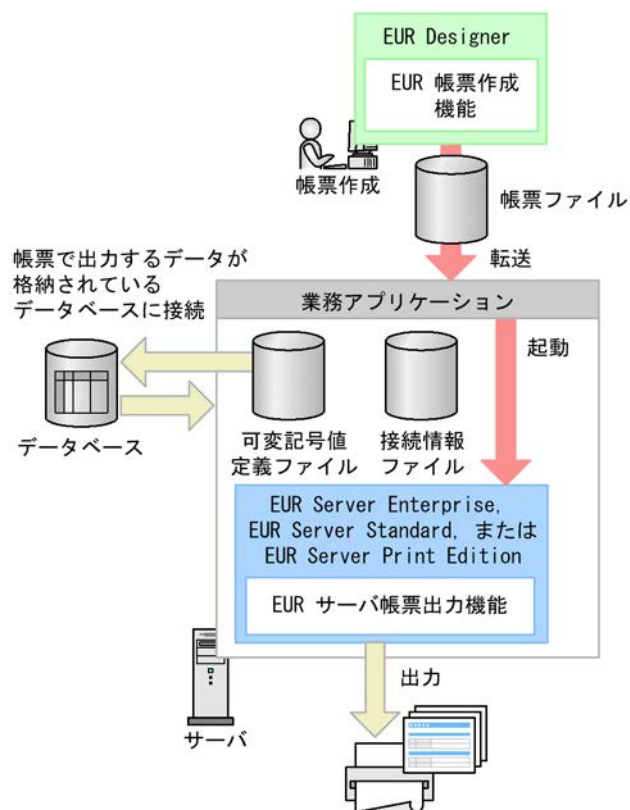 EUR Designer
EUR 帳票作成
機能
帳票作成
帳票ファイル
転送
帳票で出力するデータが
格納されている
データベースに接続
業務アプリケーション
起動
データベース
可変記号値
定義ファイル
接続情報
ファイル
EUR Server Enterprise,
EUR Server Standard, または
EUR Server Print Edition
EUR サーバ帳票出力機能
出力
サーバ